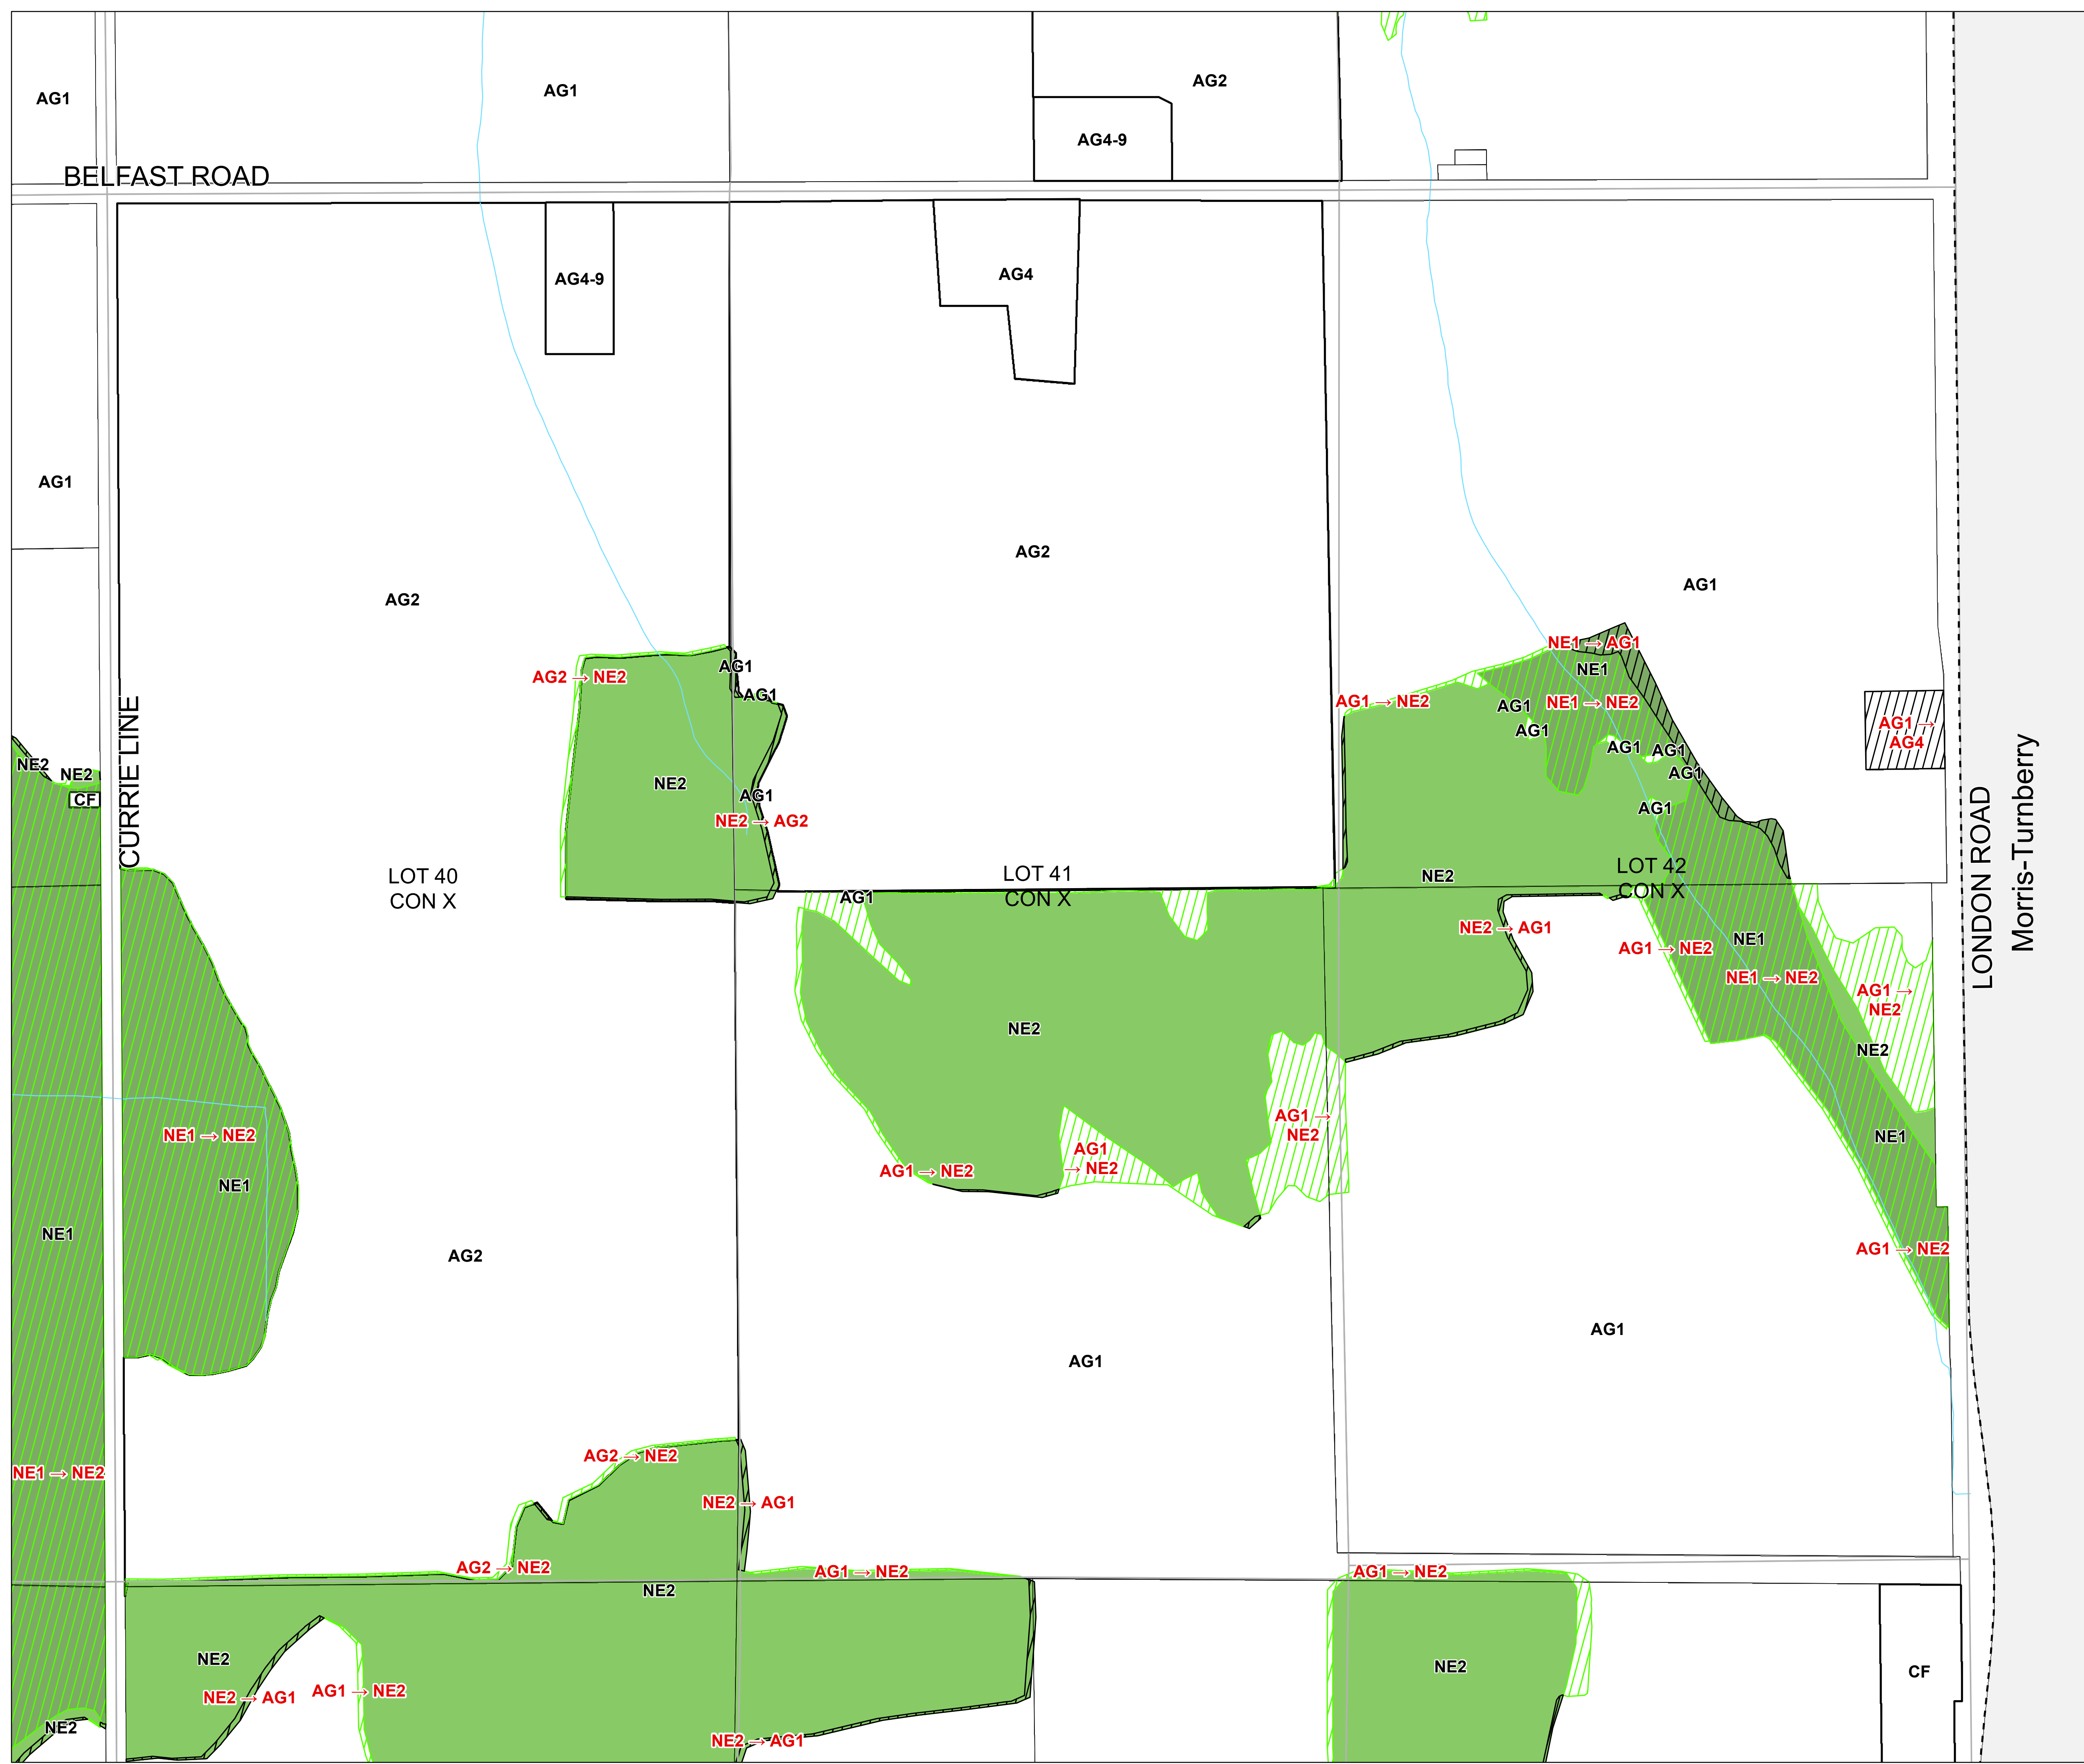 AG1
AG1
AG2
AG4-9
BELFAST ROAD
AG4-9
AG4
AG1
AG2
AG2
AG1
NE1 → AG1
AG1
NE1
AG2 → NE2
AG1
AG1 → NE2
NE1 → NE2
AG1
AG1
AG1 →
AG4
AG1
AG1
NE2
NE2
AG1
CF
NE2
AG1
AG1
NE2 → AG2
CURRIE LINE
LONDON ROAD
Morris-Turnberry
LOT 40
CON X
LOT 41
CON X
LOT 42
CON X
NE2
AG1
NE2 → AG1
NE1
AG1 → NE2
NE1 → NE2
AG1 →
NE2
NE2
NE2
AG1 →
NE2
NE1 → NE2
NE1
AG1
→ NE2
AG1 → NE2
NE1
NE1
AG2
AG1 → NE2
AG1
AG1
AG2 → NE2
NE1 → NE2
NE2 → AG1
AG2 → NE2
AG1 → NE2
AG1 → NE2
NE2
NE2
NE2
CF
NE2 → AG1
AG1 → NE2
NE2
NE2 → AG1